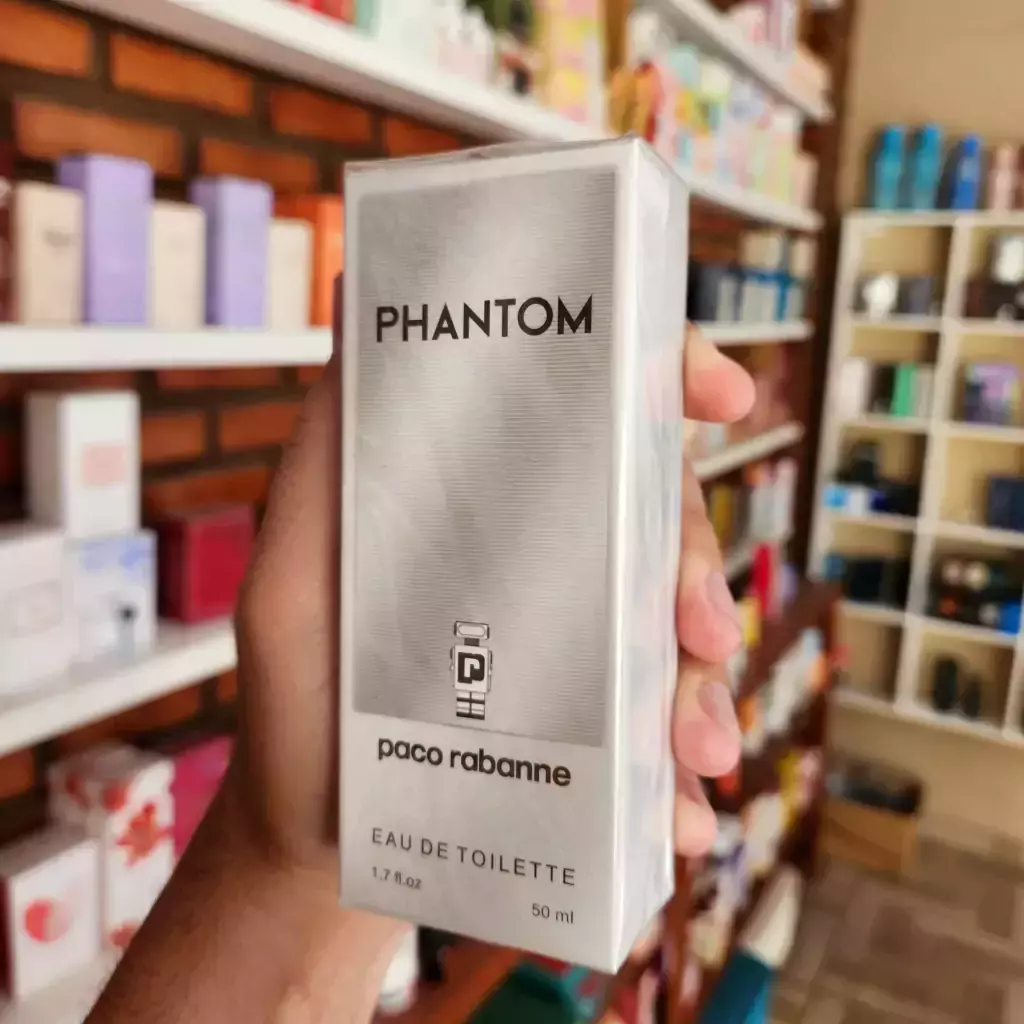 PHANTOM
P
paco rabanne
EAU DE TOILETTE
1.7 fl.oz
50 ml